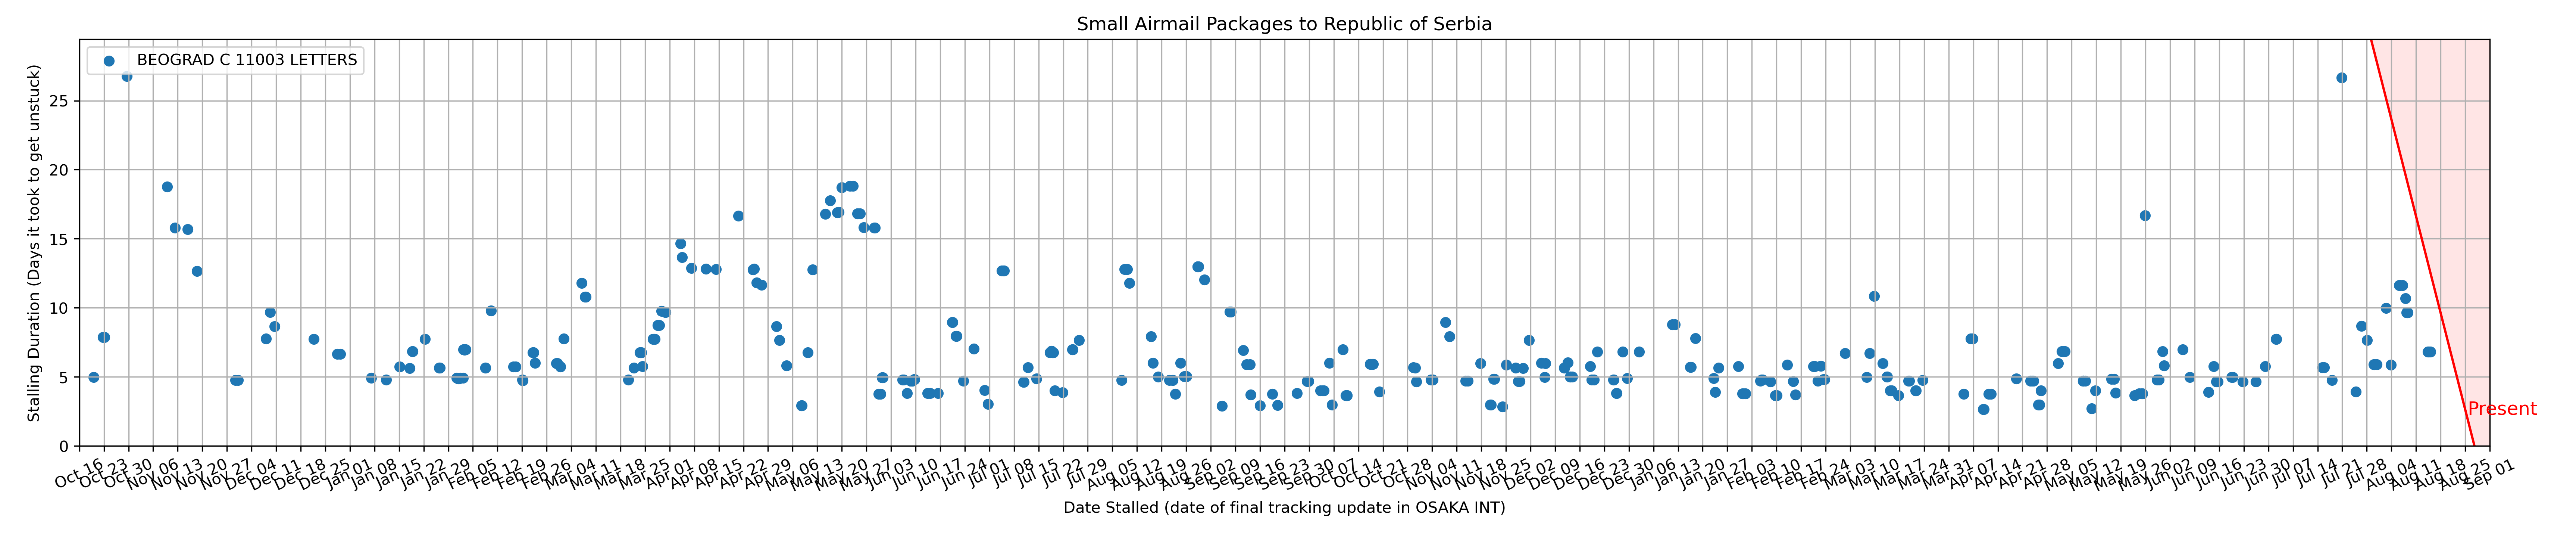 Small Airmail Packages to Republic of Serbia
BEOGRAD C 11003 LETTERS
Stalling Duration (Days it took to get unstuck)
25
20
15
10
5
0
Present
Oct 16
Oct 23
Oct 30
Nov 06
Nov 13
Nov 20
Nov 27
Dec 04
Dec 11
Dec 18
Dec 25
Jan 01
Jan 08
Jan 15
Jan 22
Jan 29
Feb 05
Feb 12
Feb 19
Feb 26
Mar 04
Mar 11
Mar 18
Mar 25
Apr 01
Apr 08
Apr 15
Apr 22
Apr 29
May 06
May 13
May 20
May 27
Jun 03
Jun 10
Jun 17
Jun 24
Jul 01
Jul 08
Jul 15
Jul 22
Jul 29
Aug 05
Aug 12
Aug 19
Aug 26
Sep 02
Sep 09
Sep 16
Sep 23
Sep 30
Oct 07
Oct 14
Oct 21
Oct 28
Nov 04
Nov 11
Nov 18
Nov 25
Dec 02
Dec 09
Dec 16
Dec 23
Dec 30
Jan 06
Jan 13
Jan 20
Jan 27
Feb 03
Feb 10
Feb 17
Feb 24
Mar 03
Mar 10
Mar 17
Mar 24
Mar 31
Apr 07
Apr 14
Apr 21
Apr 28
May 05
May 12
May 19
May 26
Jun 02
Jun 09
Jun 16
Jun 23
Jun 30
Jul 07
Jul 14
Jul 21
Jul 28
Aug 04
Aug 11
Aug 18
Aug 25
Sep 01
Date Stalled (date of final tracking update in OSAKA INT)